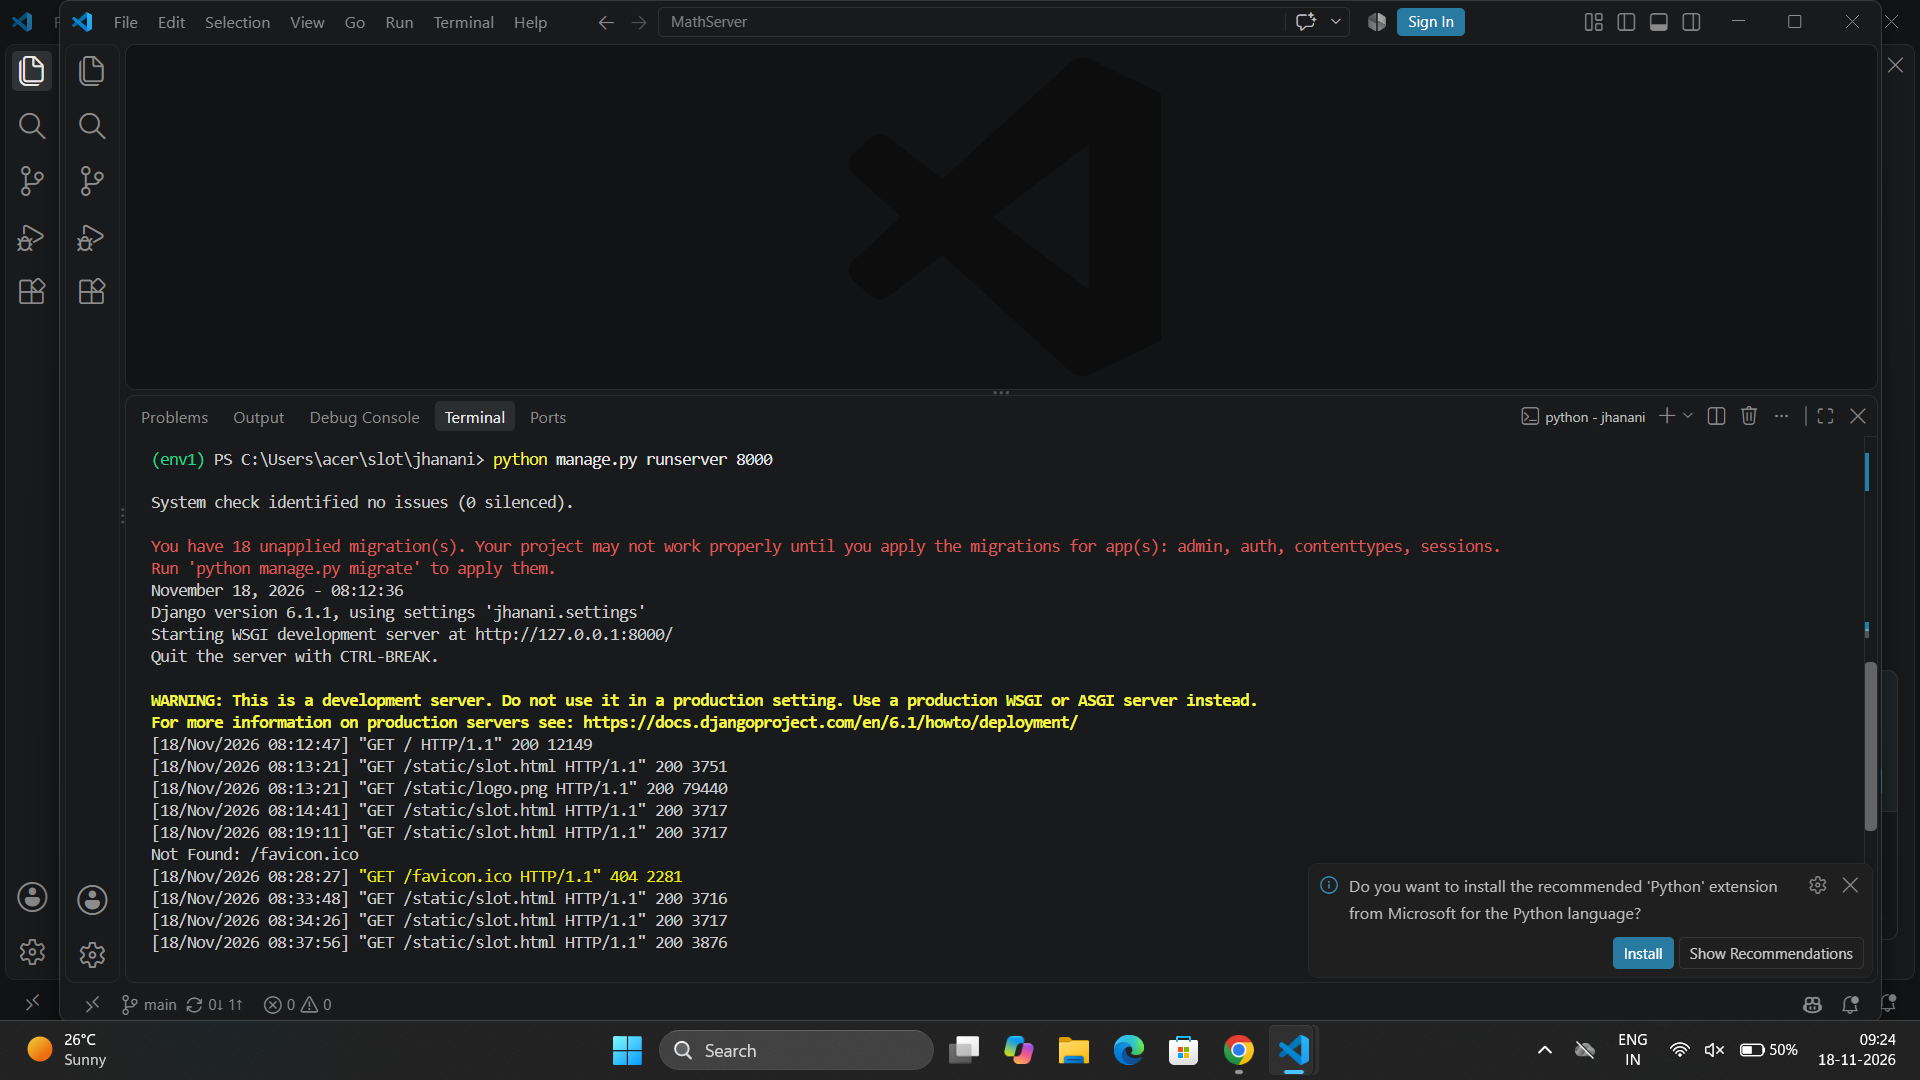 File Edit Selection View Go Run Terminal Help
MathServer
Sign In
Problems Output Debug Console Terminal Ports
python - jhanani
(env1) PS C:\Users\acer\slot\jhanani> python manage.py runserver 8000
System check identified no issues (0 silenced).
You have 18 unapplied migration(s). Your project may not work properly until you apply the migrations for app(s): admin, auth, contenttypes, sessions.
Run 'python manage.py migrate' to apply them.
November 18, 2026 - 08:12:36
Django version 6.1.1, using settings 'jhanani.settings'
Starting WSGI development server at http://127.0.0.1:8000/
Quit the server with CTRL-BREAK.
WARNING: This is a development server. Do not use it in a production setting. Use a production WSGI or ASGI server instead.
For more information on production servers see: https://docs.djangoproject.com/en/6.1/howto/deployment/
[18/Nov/2026 08:12:47] "GET / HTTP/1.1" 200 12149
[18/Nov/2026 08:13:21] "GET /static/slot.html HTTP/1.1" 200 3751
[18/Nov/2026 08:13:21] "GET /static/logo.png HTTP/1.1" 200 79440
[18/Nov/2026 08:14:41] "GET /static/slot.html HTTP/1.1" 200 3717
[18/Nov/2026 08:19:11] "GET /static/slot.html HTTP/1.1" 200 3717
Not Found: /favicon.ico
[18/Nov/2026 08:28:27] "GET /favicon.ico HTTP/1.1" 404 2281
[18/Nov/2026 08:33:48] "GET /static/slot.html HTTP/1.1" 200 3716
[18/Nov/2026 08:34:26] "GET /static/slot.html HTTP/1.1" 200 3717
[18/Nov/2026 08:37:56] "GET /static/slot.html HTTP/1.1" 200 3876
Do you want to install the recommended 'Python' extension
from Microsoft for the Python language?
Install Show Recommendations
main 0↓ 1↑ 0 0
26°C
Sunny
Search
ENG
IN
50%
09:24
18-11-2026